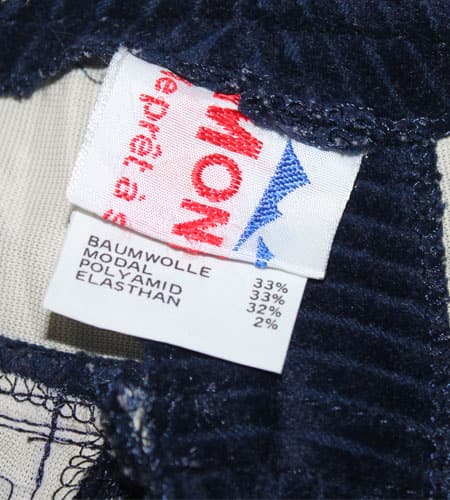 MON
prêt à s
BAUMWOLLE 33%
MODAL 33%
POLYAMID 32%
ELASTHAN 2%